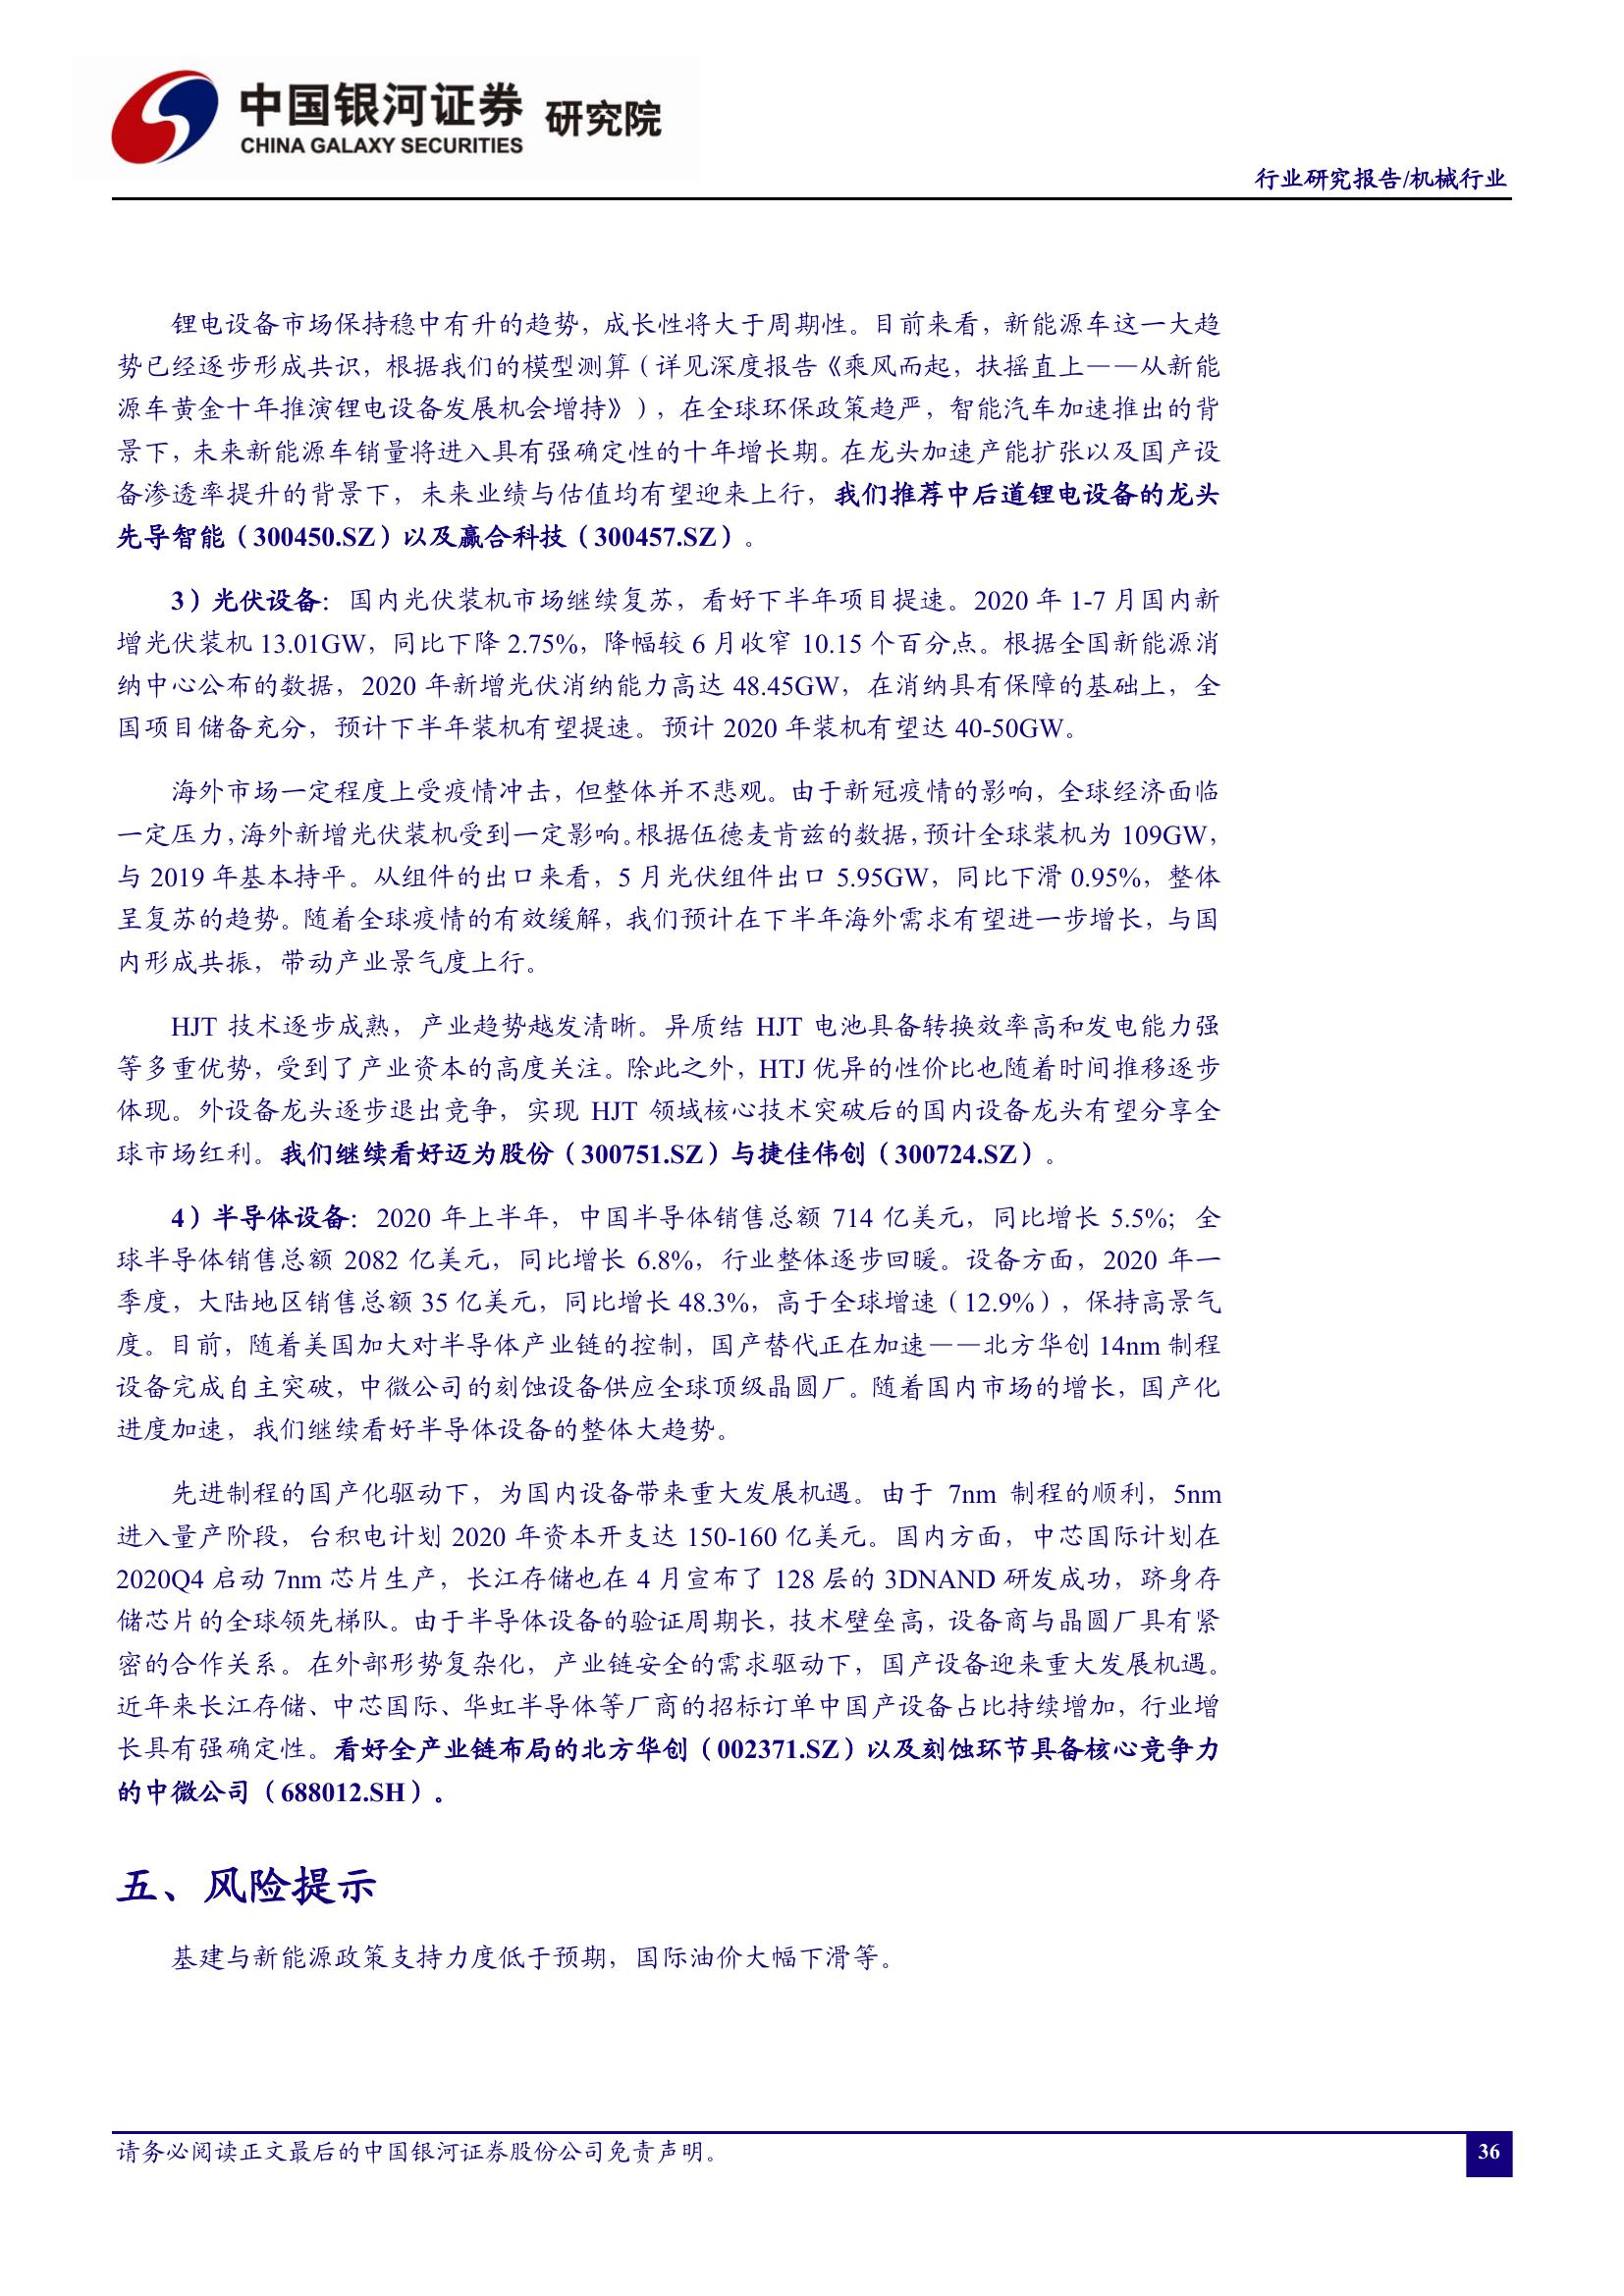 中国银河证券 研究院
CHINA GALAXY SECURITIES
行业研究报告/机械行业
锂电设备市场保持稳中有升的趋势，成长性将大于周期性。目前来看，新能源车这一大趋
势已经逐步形成共识，根据我们的模型测算（详见深度报告《乘风而起，扶摇直上——从新能
源车黄金十年推演锂电设备发展机会增持》），在全球环保政策趋严，智能汽车加速推出的背
景下，未来新能源车销量将进入具有强确定性的十年增长期。在龙头加速产能扩张以及国产设
备渗透率提升的背景下，未来业绩与估值均有望迎来上行，我们推荐中后道锂电设备的龙头
先导智能（300450.SZ）以及赢合科技（300457.SZ）。
3）光伏设备：国内光伏装机市场继续复苏，看好下半年项目提速。2020 年 1-7 月国内新
增光伏装机 13.01GW，同比下降 2.75%，降幅较 6 月收窄 10.15 个百分点。根据全国新能源消
纳中心公布的数据，2020 年新增光伏消纳能力高达 48.45GW，在消纳具有保障的基础上，全
国项目储备充分，预计下半年装机有望提速。预计 2020 年装机有望达 40-50GW。
海外市场一定程度上受疫情冲击，但整体并不悲观。由于新冠疫情的影响，全球经济面临
一定压力，海外新增光伏装机受到一定影响。根据伍德麦肯兹的数据，预计全球装机为 109GW，
与 2019 年基本持平。从组件的出口来看，5 月光伏组件出口 5.95GW，同比下滑 0.95%，整体
呈复苏的趋势。随着全球疫情的有效缓解，我们预计在下半年海外需求有望进一步增长，与国
内形成共振，带动产业景气度上行。
HJT 技术逐步成熟，产业趋势越发清晰。异质结 HJT 电池具备转换效率高和发电能力强
等多重优势，受到了产业资本的高度关注。除此之外，HTJ 优异的性价比也随着时间推移逐步
体现。外设备龙头逐步退出竞争，实现 HJT 领域核心技术突破后的国内设备龙头有望分享全
球市场红利。我们继续看好迈为股份（300751.SZ）与捷佳伟创（300724.SZ）。
4）半导体设备：2020 年上半年，中国半导体销售总额 714 亿美元，同比增长 5.5%；全
球半导体销售总额 2082 亿美元，同比增长 6.8%，行业整体逐步回暖。设备方面，2020 年一
季度，大陆地区销售总额 35 亿美元，同比增长 48.3%，高于全球增速（12.9%），保持高景气
度。目前，随着美国加大对半导体产业链的控制，国产替代正在加速——北方华创 14nm 制程
设备完成自主突破，中微公司的刻蚀设备供应全球顶级晶圆厂。随着国内市场的增长，国产化
进度加速，我们继续看好半导体设备的整体大趋势。
先进制程的国产化驱动下，为国内设备带来重大发展机遇。由于 7nm 制程的顺利，5nm
进入量产阶段，台积电计划 2020 年资本开支达 150-160 亿美元。国内方面，中芯国际计划在
2020Q4 启动 7nm 芯片生产，长江存储也在 4 月宣布了 128 层的 3DNAND 研发成功，跻身存
储芯片的全球领先梯队。由于半导体设备的验证周期长，技术壁垒高，设备商与晶圆厂具有紧
密的合作关系。在外部形势复杂化，产业链安全的需求驱动下，国产设备迎来重大发展机遇。
近年来长江存储、中芯国际、华虹半导体等厂商的招标订单中国产设备占比持续增加，行业增
长具有强确定性。看好全产业链布局的北方华创（002371.SZ）以及刻蚀环节具备核心竞争力
的中微公司（688012.SH）。
五、风险提示
基建与新能源政策支持力度低于预期，国际油价大幅下滑等。
请务必阅读正文最后的中国银河证券股份公司免责声明。
36